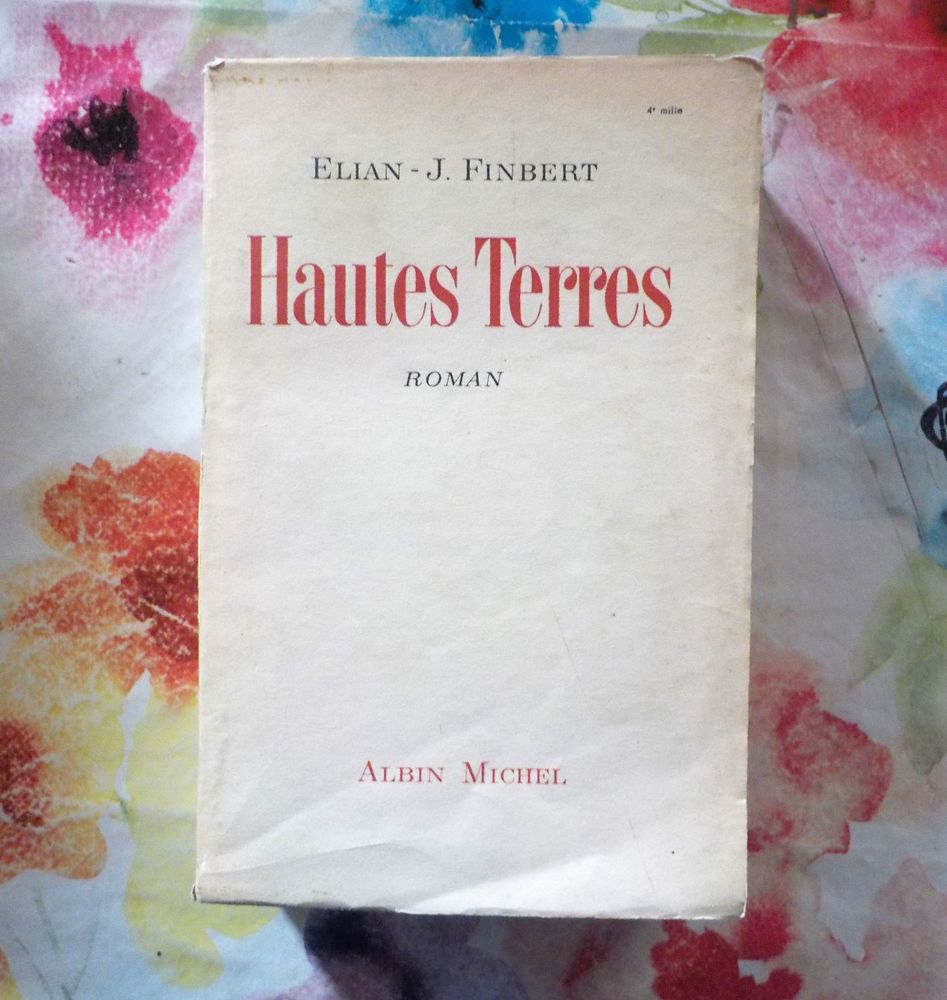 4e mille
ELIAN - J. FINBERT
Hautes Terres
ROMAN
ALBIN MICHEL